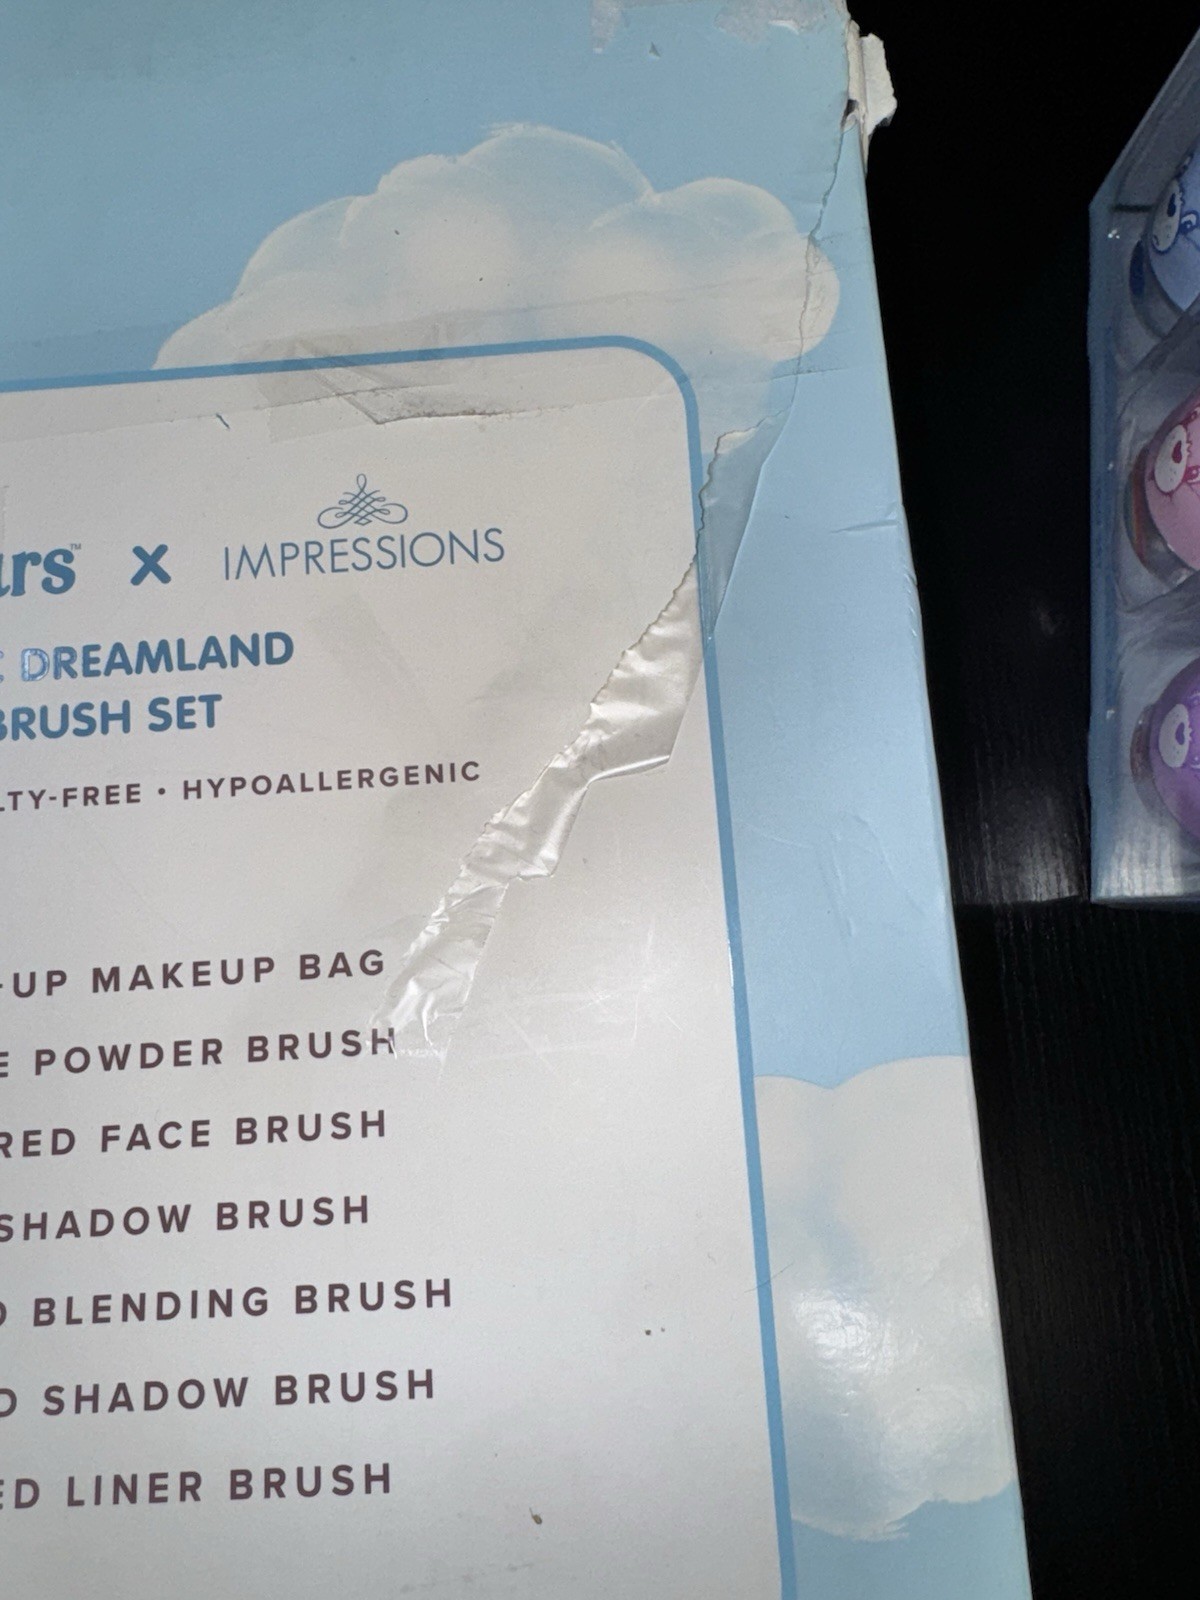 ars™ X IMPRESSIONS
DREAMLAND
BRUSH SET
LTY-FREE • HYPOALLERGENIC
-UP MAKEUP BAG
E POWDER BRUSH
RED FACE BRUSH
SHADOW BRUSH
D BLENDING BRUSH
D SHADOW BRUSH
ED LINER BRUSH